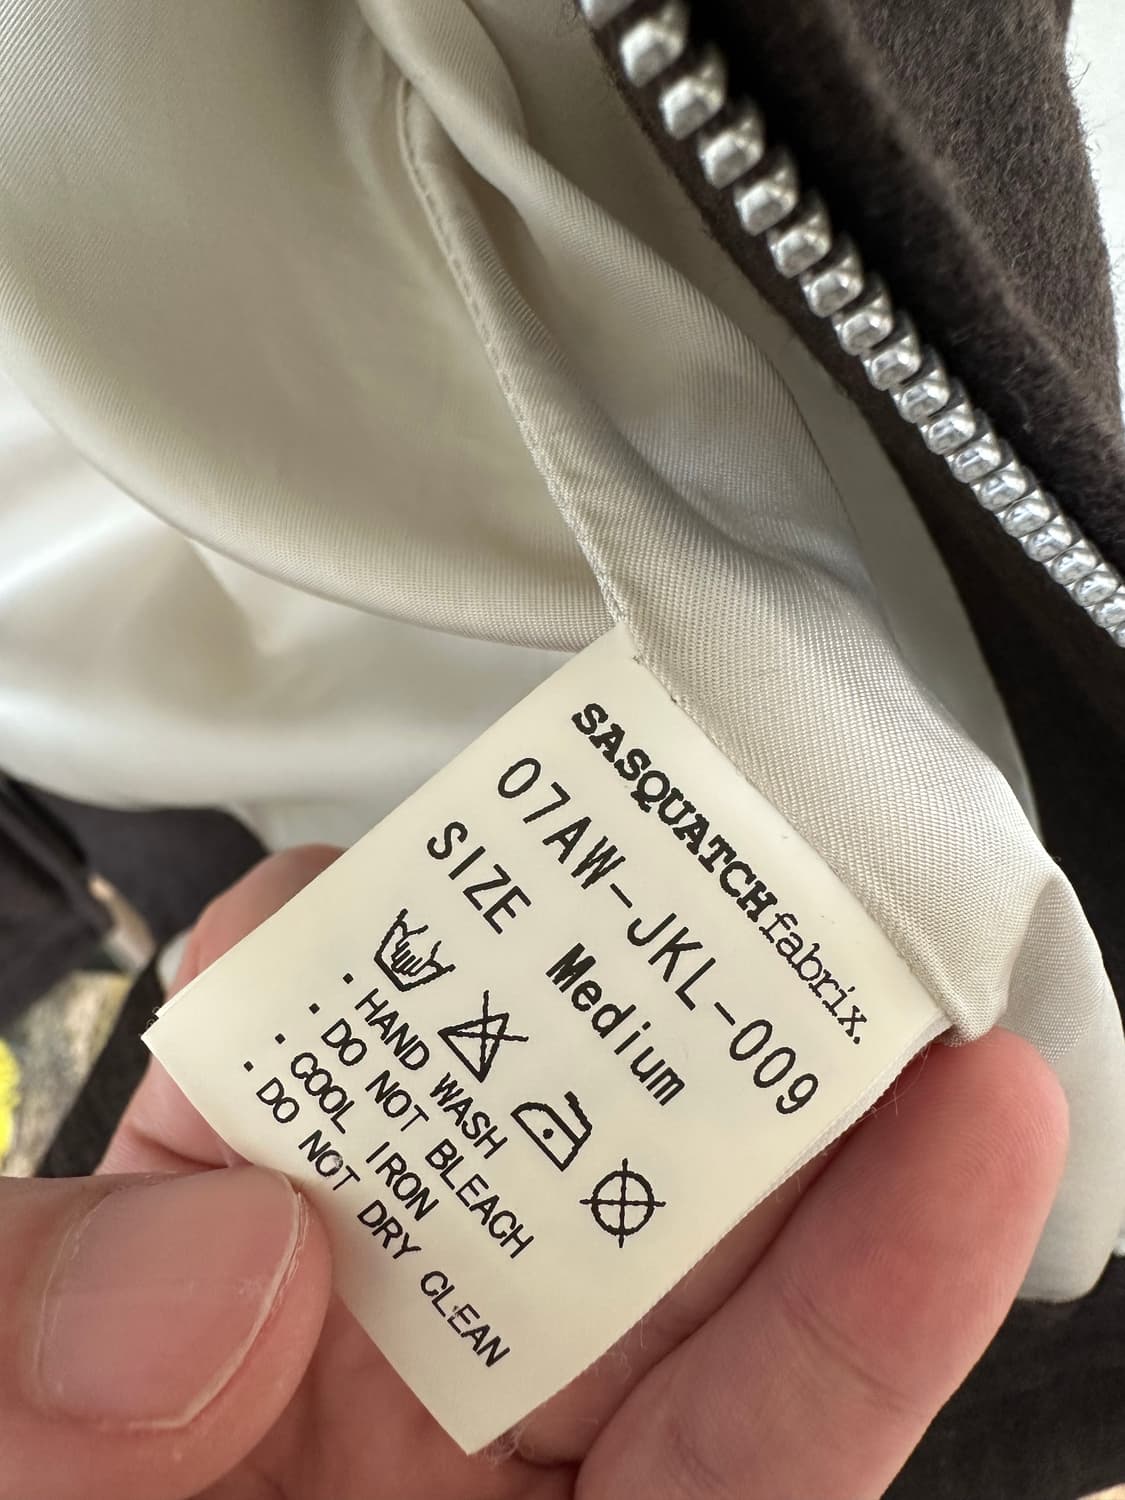 SASQUATCHfabrix.
07AW-JKL-009
SIZE Medium
· HAND WASH
· DO NOT BLEACH
· COOL IRON
· DO NOT DRY CLEAN